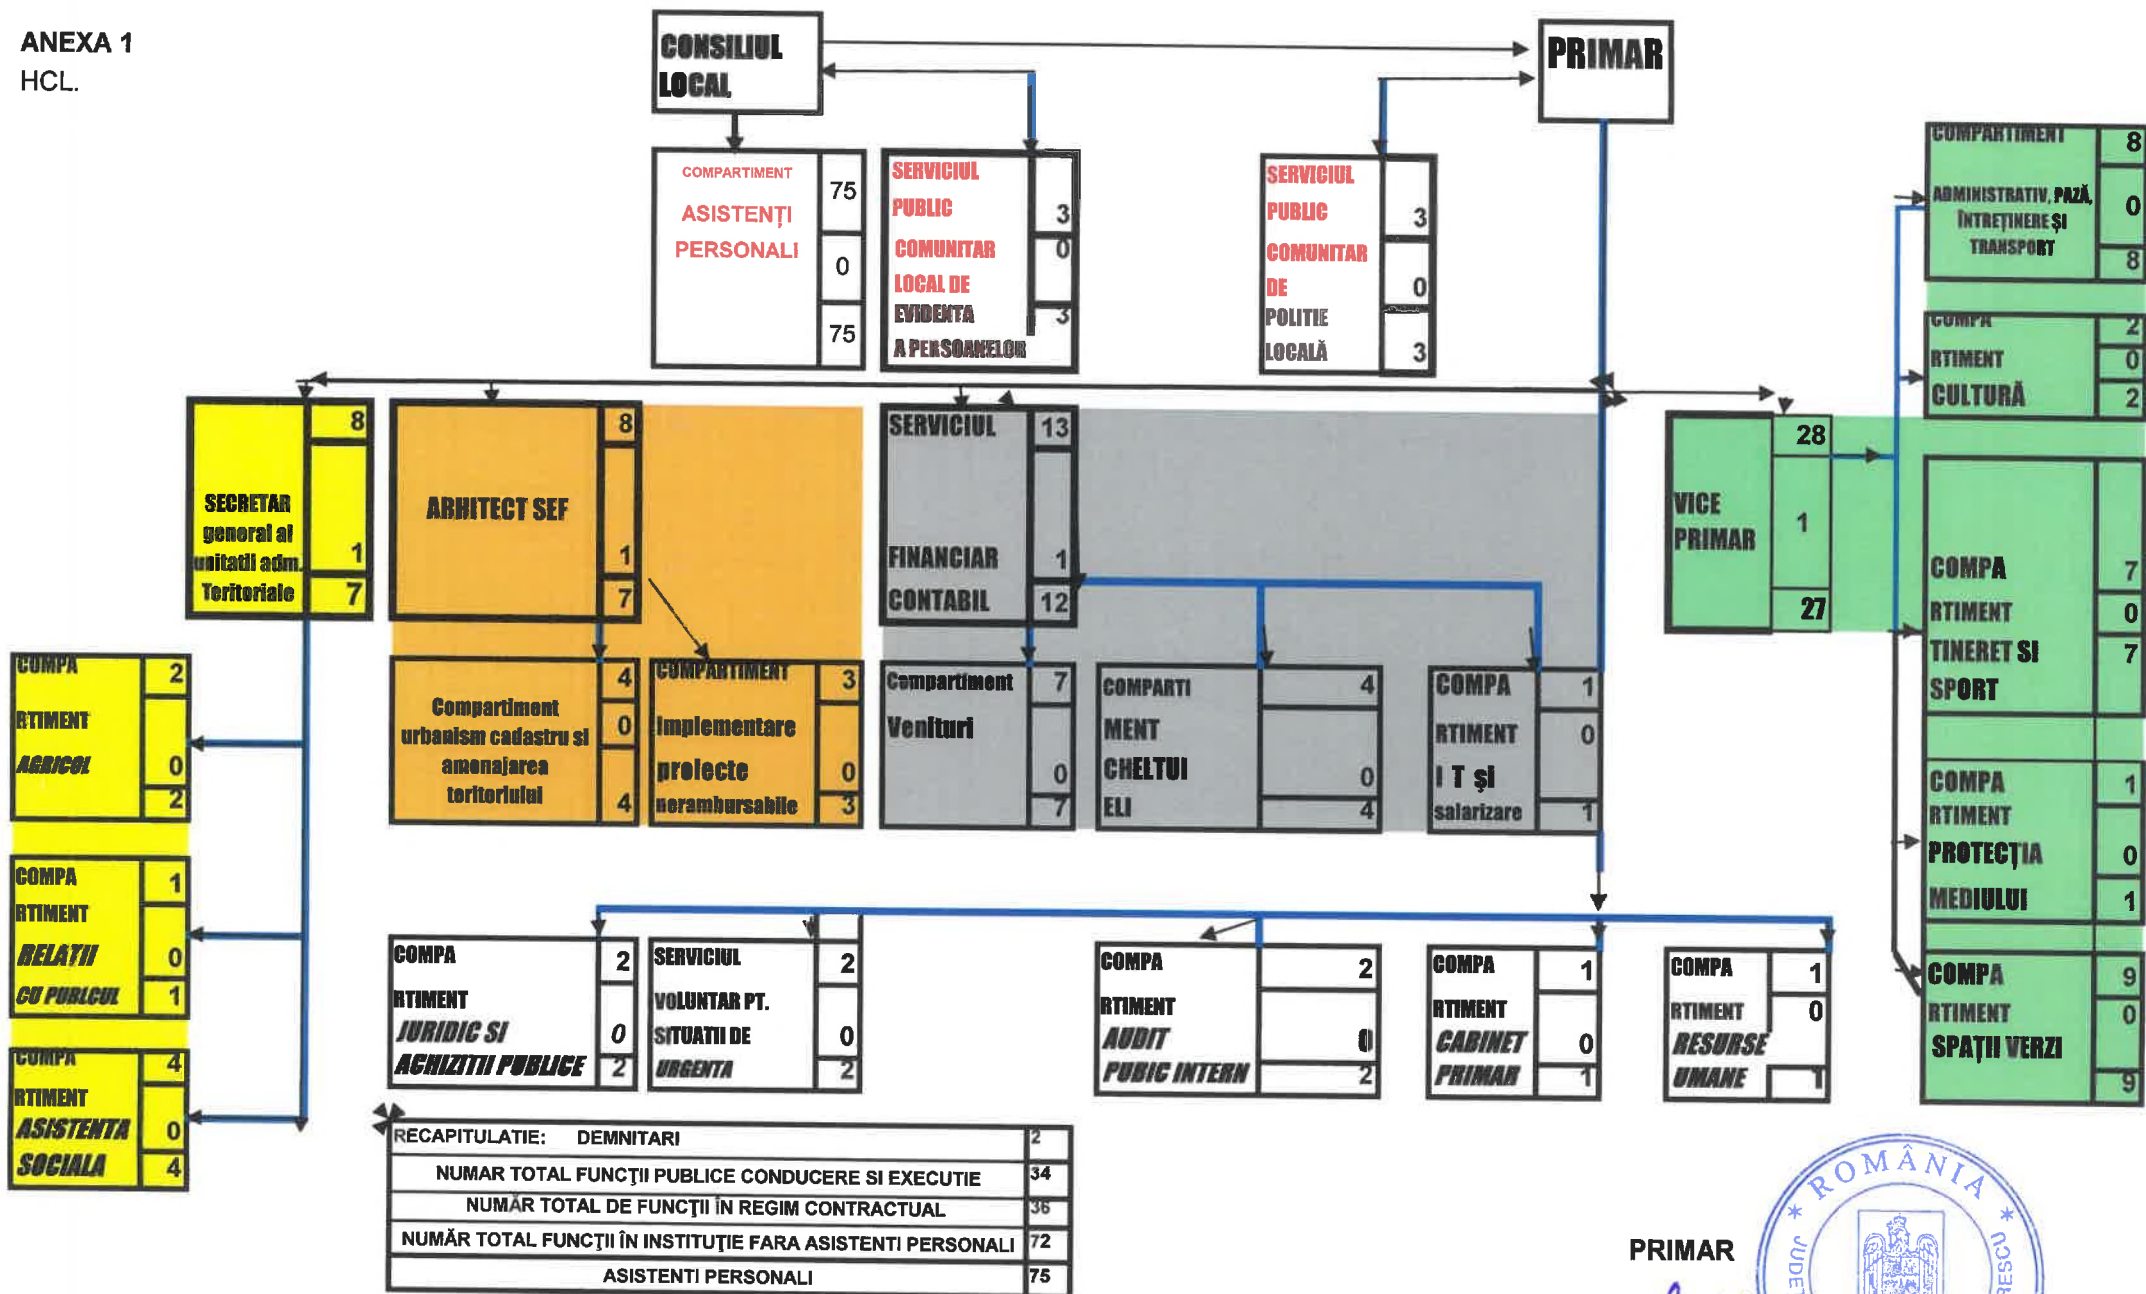 ANEXA 1
HCL.
CONSILIUL
LOCAL
PRIMAR
COMPARTIMENT
ASISTENȚI
PERSONALI
75
0
75
SERVICIUL
PUBLIC
COMUNITAR
LOCAL DE
EVIDENTA
A PERSOANELOR
3
0
3
SERVICIUL
PUBLIC
COMUNITAR
DE
POLITIE
LOCALĂ
3
0
3
COMPARTIMENT
ADMINISTRATIV, PAZĂ,
ÎNTREȚINERE ȘI
TRANSPORT
8
0
8
COMPA
RTIMENT
CULTURĂ
2
0
2
SECRETAR
general al
unitatii adm.
Teritoriale
8
1
7
ARHITECT SEF
8
1
7
SERVICIUL
FINANCIAR
CONTABIL
13
1
12
VICE
PRIMAR
28
1
27
COMPA
RTIMENT
TINERET SI
SPORT
7
0
7
COMPA
RTIMENT
AGRICOL
2
0
2
Compartiment
urbanism cadastru si
amenajarea
teritoriului
4
0
4
COMPARTIMENT
Implementare
proiecte
nerambursabile
3
0
3
Compartiment
Venituri
7
0
7
COMPARTI
MENT
CHELTUI
ELI
4
0
4
COMPA
RTIMENT
I T și
salarizare
1
0
1
COMPA
RTIMENT
PROTECȚIA
MEDIULUI
1
0
1
COMPA
RTIMENT
RELAȚII
CU PUBLCUL
1
0
1
COMPA
RTIMENT
JURIDIC SI
ACHIZITII PUBLICE
2
0
2
SERVICIUL
VOLUNTAR PT.
SITUATII DE
URGENTA
2
0
2
COMPA
RTIMENT
AUDIT
PUBIC INTERN
2
0
2
COMPA
RTIMENT
CABINET
PRIMAR
1
0
1
COMPA
RTIMENT
RESURSE
UMANE
1
0
1
COMPA
RTIMENT
SPAȚII VERZI
9
0
9
COMPA
RTIMENT
ASISTENTA
SOCIALA
4
0
4
RECAPITULATIE: DEMNITARI 2
NUMAR TOTAL FUNCȚII PUBLICE CONDUCERE SI EXECUTIE 34
NUMĂR TOTAL DE FUNCȚII ÎN REGIM CONTRACTUAL 36
NUMĂR TOTAL FUNCȚII ÎN INSTITUȚIE FARA ASISTENTI PERSONALI 72
ASISTENTI PERSONALI 75
PRIMAR
* ROMÂNIA *